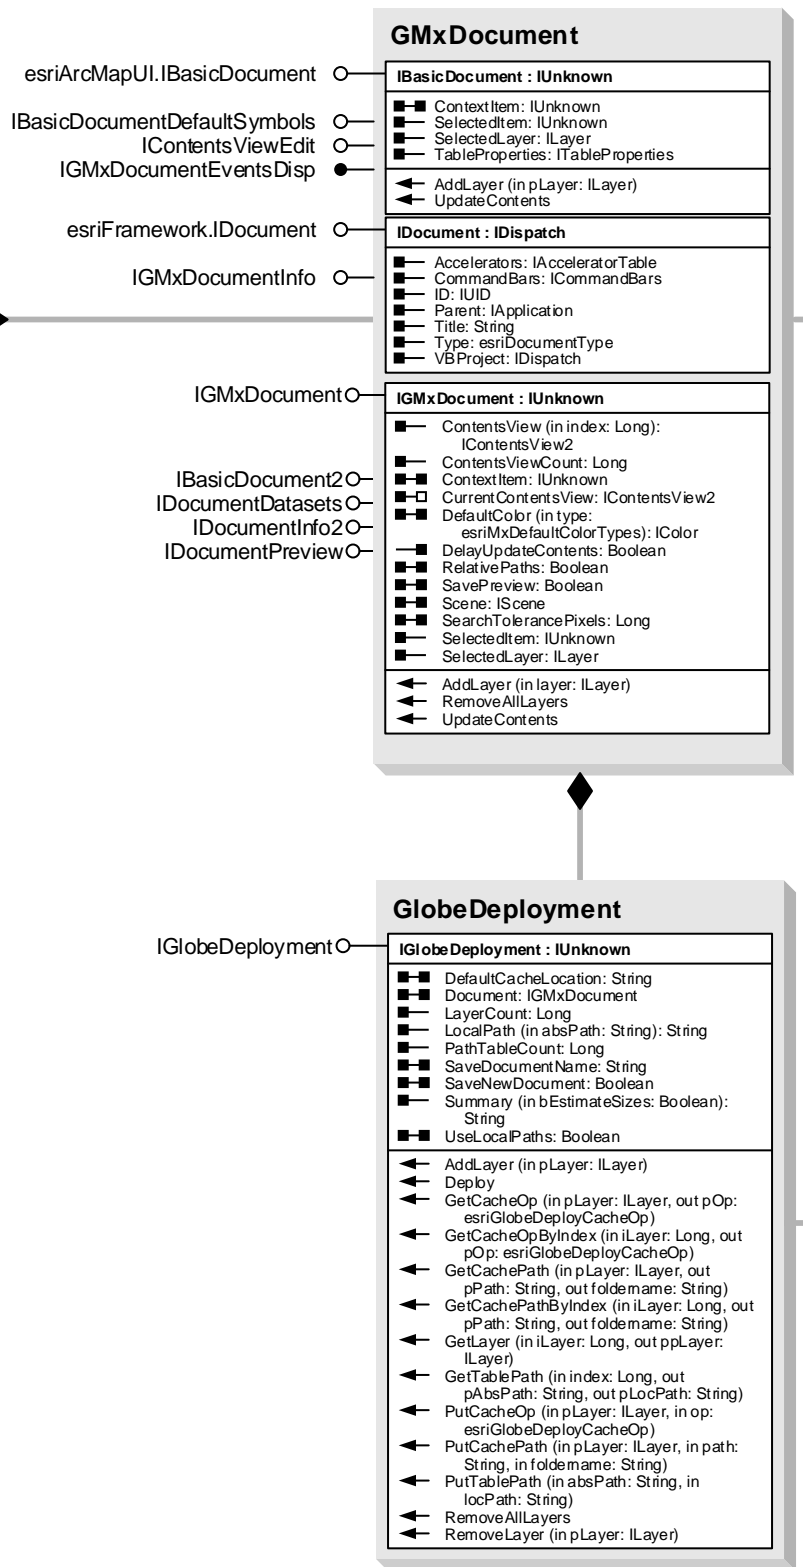 GMxDocument
esriArcMapUI.IBasicDocument
IBasicDocument : IUnknown
ContextItem: IUnknown
SelectedItem: IUnknown
SelectedLayer: ILayer
TableProperties: ITableProperties
IBasicDocumentDefaultSymbols
IContentsViewEdit
IGMxDocumentEventsDisp
AddLayer (in pLayer: ILayer)
UpdateContents
esriFramework.IDocument
IDocument : IDispatch
IGMxDocumentInfo
Accelerators: IAcceleratorTable
CommandBars: ICommandBars
ID: IUID
Parent: IApplication
Title: String
Type: esriDocumentType
VBProject: IDispatch
IGMxDocument
IGMxDocument : IUnknown
ContentsView (in index: Long):
IContentsView2
ContentsViewCount: Long
ContextItem: IUnknown
CurrentContentsView: IContentsView2
DefaultColor (in type:
esriMxDefaultColorTypes): IColor
DelayUpdateContents: Boolean
RelativePaths: Boolean
SavePreview: Boolean
Scene: IScene
SearchTolerancePixels: Long
SelectedItem: IUnknown
SelectedLayer: ILayer
IBasicDocument2
IDocumentDatasets
IDocumentInfo2
IDocumentPreview
AddLayer (in layer: ILayer)
RemoveAllLayers
UpdateContents
GlobeDeployment
IGlobeDeployment
IGlobeDeployment : IUnknown
DefaultCacheLocation: String
Document: IGMxDocument
LayerCount: Long
LocalPath (in absPath: String): String
PathTableCount: Long
SaveDocumentName: String
SaveNewDocument: Boolean
Summary (in bEstimateSizes: Boolean):
String
UseLocalPaths: Boolean
AddLayer (in pLayer: ILayer)
Deploy
GetCacheOp (in pLayer: ILayer, out pOp:
esriGlobeDeployCacheOp)
GetCacheOpByIndex (in iLayer: Long, out
pOp: esriGlobeDeployCacheOp)
GetCachePath (in pLayer: ILayer, out
pPath: String, out foldername: String)
GetCachePathByIndex (in iLayer: Long, out
pPath: String, out foldername: String)
GetLayer (in iLayer: Long, out ppLayer:
ILayer)
GetTablePath (in index: Long, out
pAbsPath: String, out pLocPath: String)
PutCacheOp (in pLayer: ILayer, in op:
esriGlobeDeployCacheOp)
PutCachePath (in pLayer: ILayer, in path:
String, in foldername: String)
PutTablePath (in absPath: String, in
locPath: String)
RemoveAllLayers
RemoveLayer (in pLayer: ILayer)